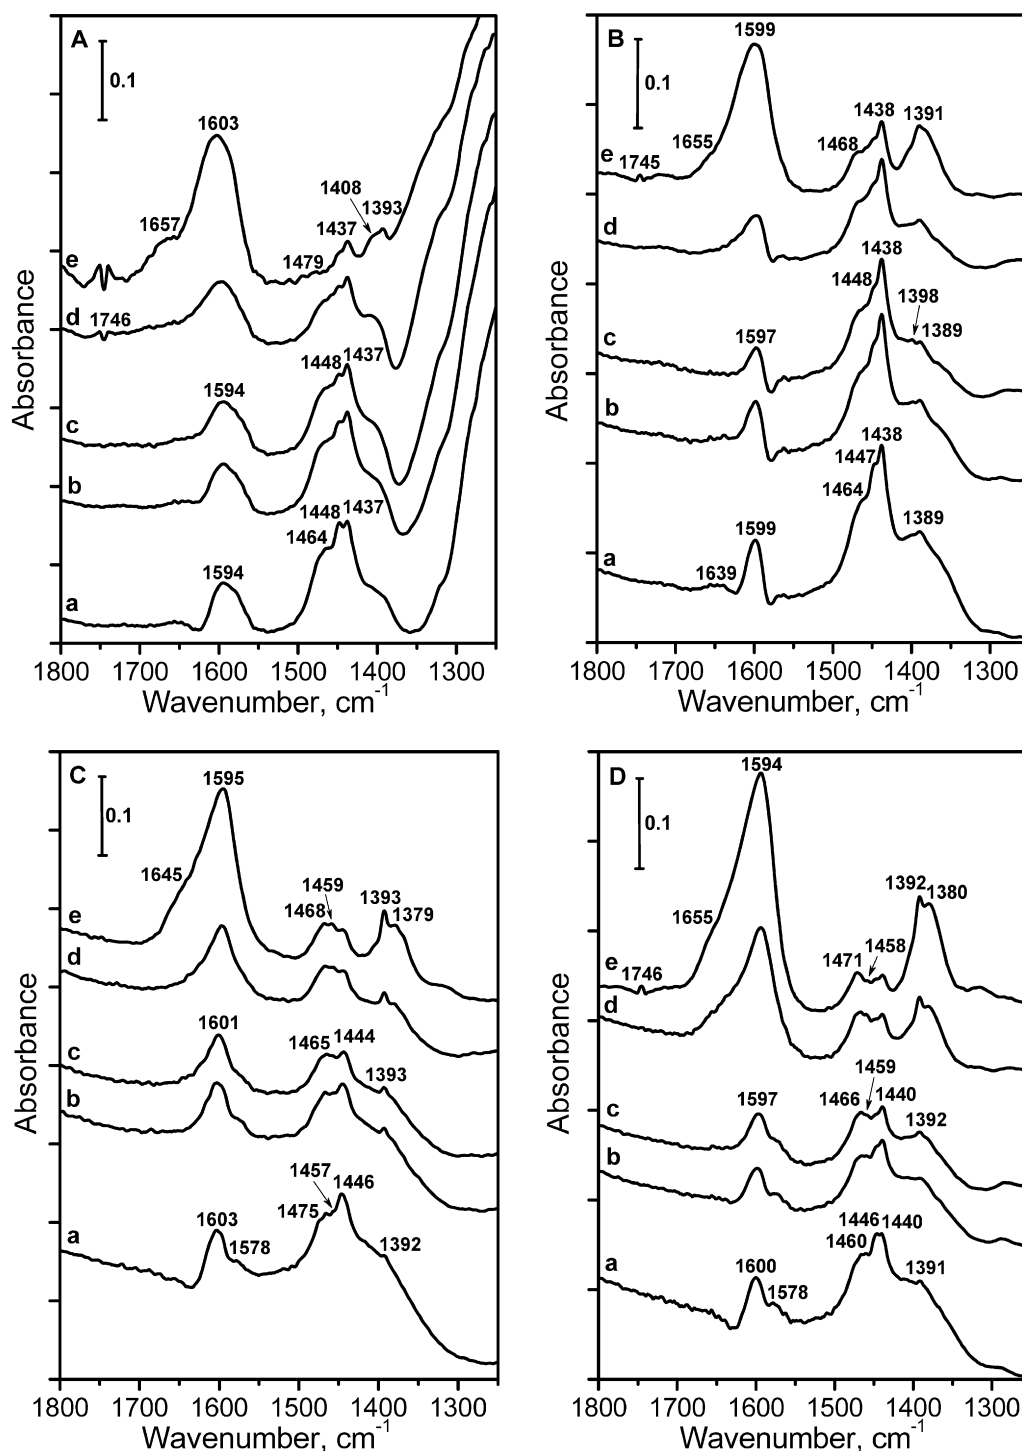 A
0.1
1603
1657
1408
1393
1437
1479
e
d
1746
1448 1437
1594
c
b
1448 1437
1464
1594
a
Absorbance
1800 1700 1600 1500 1400 1300
Wavenumber, cm-1
B
0.1
1599
1655
1438
1391
1468
e
1745
d
1438
1448
1398
1389
1597
c
b
1438
1447
1464
1389
1599
1639
a
Absorbance
1800 1700 1600 1500 1400 1300
Wavenumber, cm-1
C
0.1
1595
1645
1459
1393
1468
1379
e
d
1601
1465 1444
1393
c
b
1457
1446
1475
1603
1578
1392
a
Absorbance
1800 1700 1600 1500 1400 1300
Wavenumber, cm-1
D
0.1
1594
1655
1392
1380
1471 1458
e
1746
d
1459
1597
1466 1440
1392
c
b
1446 1440
1460
1600
1578
1391
a
Absorbance
1800 1700 1600 1500 1400 1300
Wavenumber, cm-1